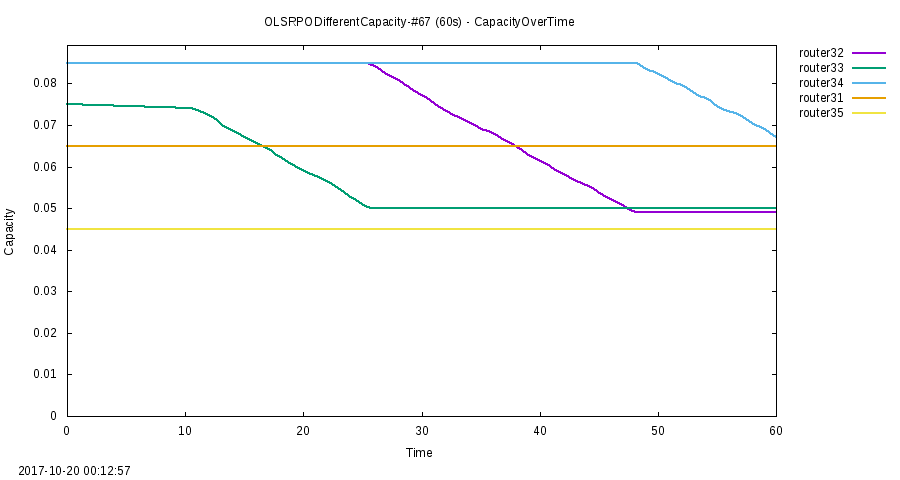 OLSRPODifferentCapacity-#67 (60s) - CapacityOverTime
router32
router33
router34
router31
router35
0.08
0.07
0.06
0.05
0.04
0.03
0.02
0.01
0
Capacity
0 10 20 30 40 50 60
Time
2017-10-20 00:12:57